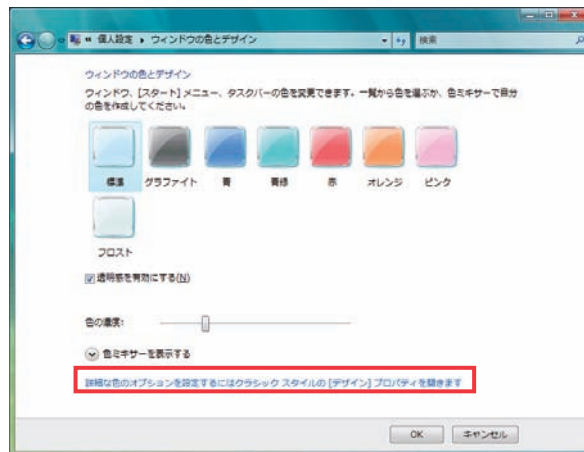 « 個人設定 ▸ ウィンドウの色とデザイン
検索
ウィンドウの色とデザイン
ウィンドウ、[スタート] メニュー、タスクバーの色を変更できます。一覧から色を選ぶか、色ミキサーで自分
の色を作成してください。
標準 グラファイト 青 青緑 赤 オレンジ ピンク
フロスト
透明感を有効にする(N)
色の濃度:
色ミキサーを表示する
詳細な色のオプションを設定するにはクラシック スタイルの [デザイン] プロパティを開きます
OK キャンセル